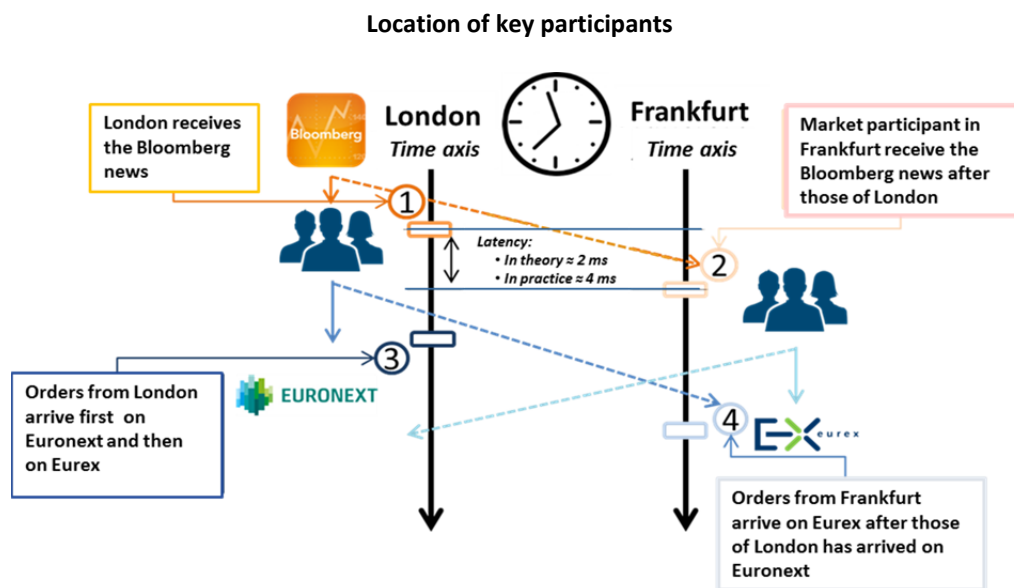 Location of key participants
London receives
the Bloomberg
news
Bloomberg
London
Time axis
Frankfurt
Time axis
Market participant in
Frankfurt receive the
Bloomberg news after
those of London
1
2
Latency:
• In theory ≈ 2 ms
• In practice ≈ 4 ms
3
Orders from London
arrive first on
Euronext and then
on Eurex
EURONEXT
4
eurex
Orders from Frankfurt
arrive on Eurex after those
of London has arrived on
Euronext